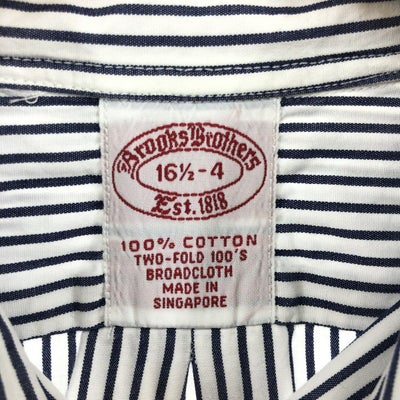 Brooks Brothers
16½-4
Est. 1818
100% COTTON
TWO-FOLD 100'S
BROADCLOTH
MADE IN
SINGAPORE